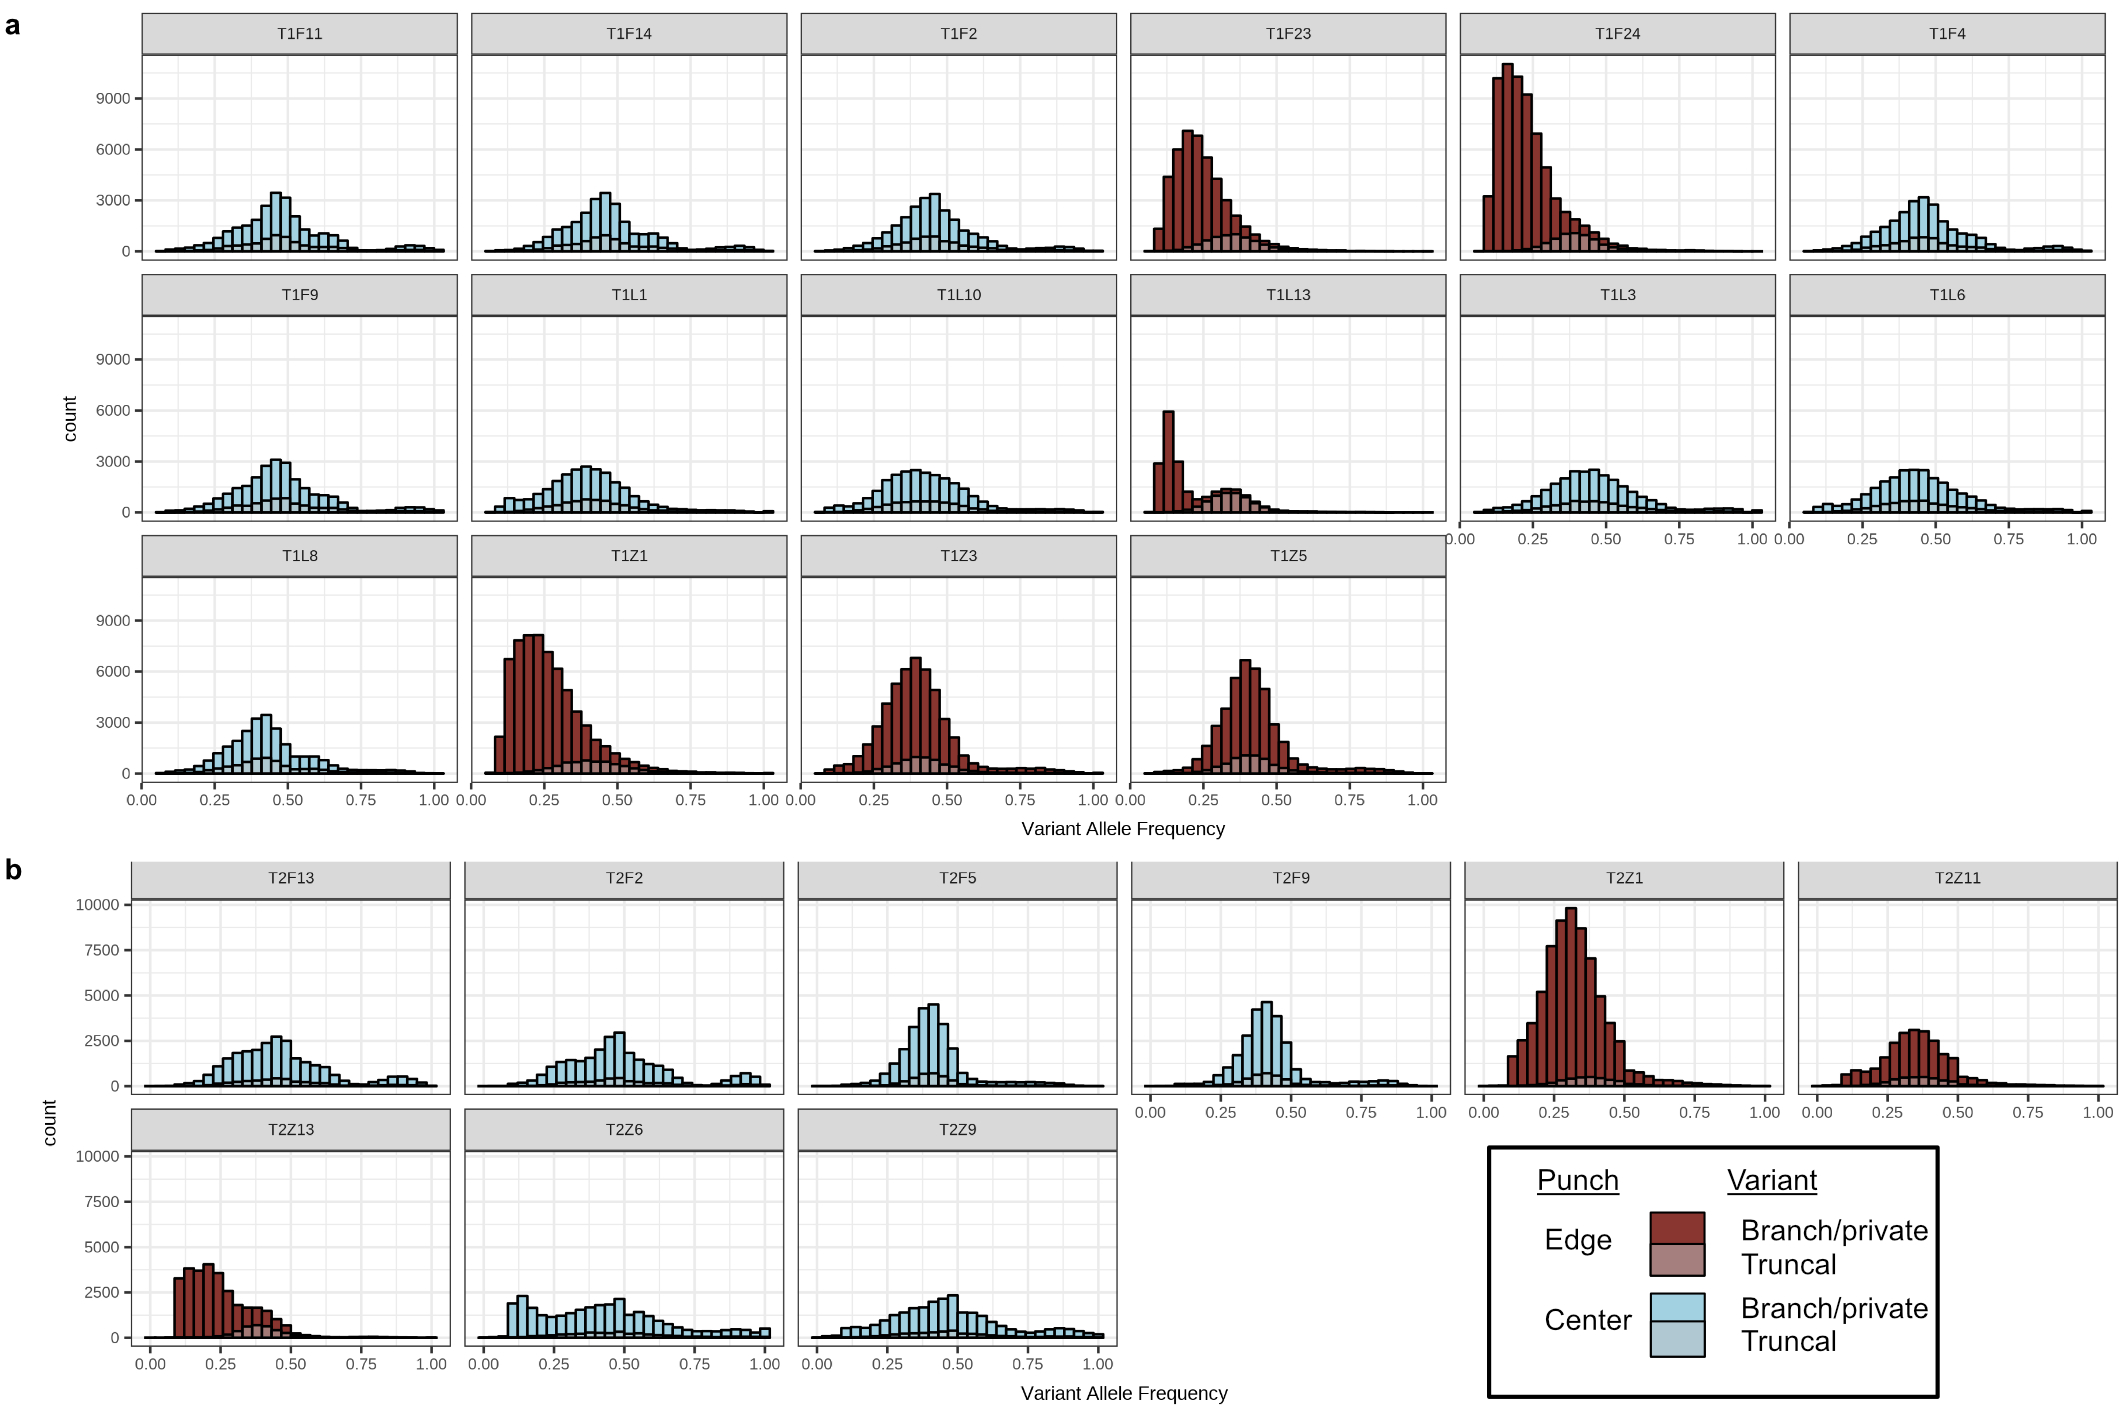 a
T1F11 T1F14 T1F2 T1F23 T1F24 T1F4
9000
6000
3000
0
T1F9 T1L1 T1L10 T1L13 T1L3 T1L6
9000
6000
3000
0
0.00 0.25 0.50 0.75 1.00 0.00 0.25 0.50 0.75 1.00
T1L8 T1Z1 T1Z3 T1Z5
9000
6000
3000
0
0.00 0.25 0.50 0.75 1.00 0.00 0.25 0.50 0.75 1.00 0.00 0.25 0.50 0.75 1.00 0.00 0.25 0.50 0.75 1.00
count
Variant Allele Frequency
b
T2F13 T2F2 T2F5 T2F9 T2Z1 T2Z11
10000
7500
5000
2500
0
0.00 0.25 0.50 0.75 1.00 0.00 0.25 0.50 0.75 1.00 0.00 0.25 0.50 0.75 1.00
T2Z13 T2Z6 T2Z9
10000
7500
5000
2500
0
0.00 0.25 0.50 0.75 1.00 0.00 0.25 0.50 0.75 1.00 0.00 0.25 0.50 0.75 1.00
count
Variant Allele Frequency
Punch Variant
Edge Branch/private
Truncal
Center Branch/private
Truncal